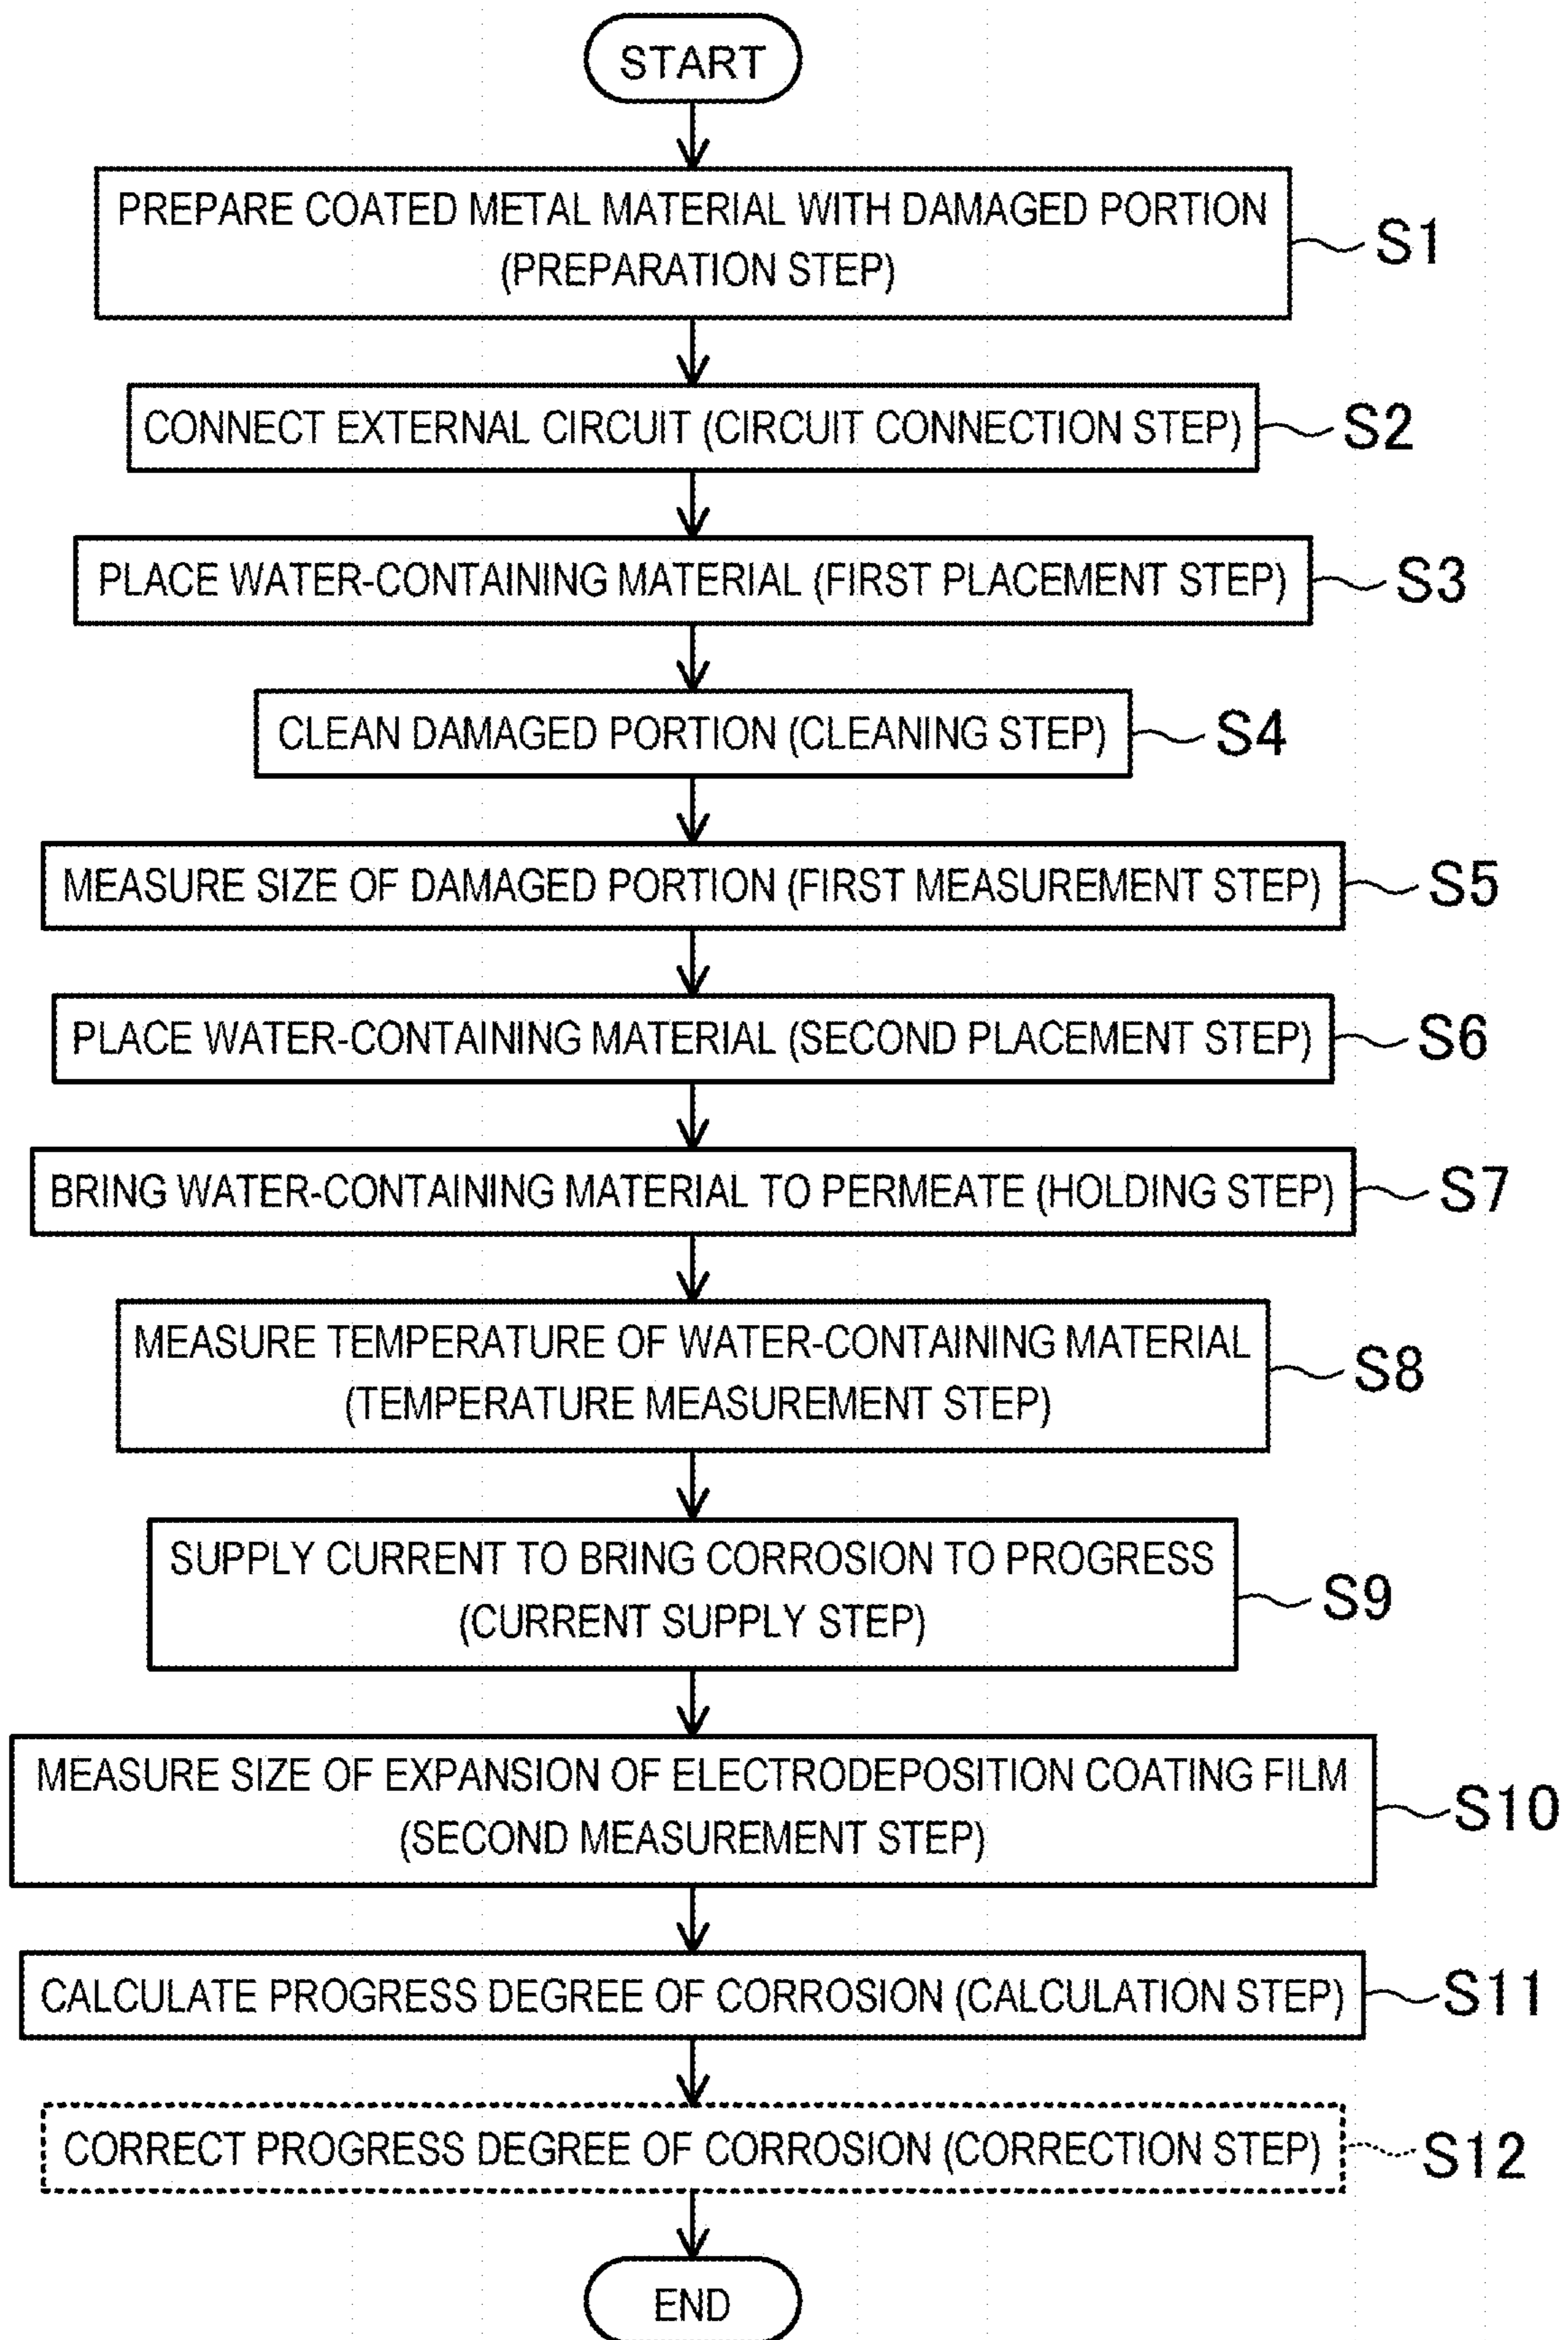 START
PREPARE COATED METAL MATERIAL WITH DAMAGED PORTION
(PREPARATION STEP)
S1
CONNECT EXTERNAL CIRCUIT (CIRCUIT CONNECTION STEP)
S2
PLACE WATER-CONTAINING MATERIAL (FIRST PLACEMENT STEP)
S3
CLEAN DAMAGED PORTION (CLEANING STEP)
S4
MEASURE SIZE OF DAMAGED PORTION (FIRST MEASUREMENT STEP)
S5
PLACE WATER-CONTAINING MATERIAL (SECOND PLACEMENT STEP)
S6
BRING WATER-CONTAINING MATERIAL TO PERMEATE (HOLDING STEP)
S7
MEASURE TEMPERATURE OF WATER-CONTAINING MATERIAL
(TEMPERATURE MEASUREMENT STEP)
S8
SUPPLY CURRENT TO BRING CORROSION TO PROGRESS
(CURRENT SUPPLY STEP)
S9
MEASURE SIZE OF EXPANSION OF ELECTRODEPOSITION COATING FILM
(SECOND MEASUREMENT STEP)
S10
CALCULATE PROGRESS DEGREE OF CORROSION (CALCULATION STEP)
S11
CORRECT PROGRESS DEGREE OF CORROSION (CORRECTION STEP)
S12
END